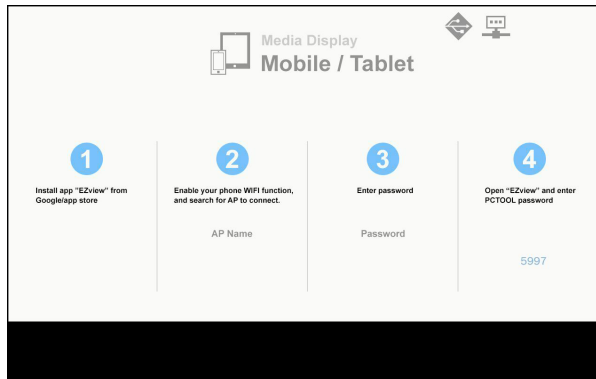 Media Display
Mobile / Tablet
1
Install app "EZview" from
Google/app store
2
Enable your phone WIFI function,
and search for AP to connect.
AP Name
3
Enter password
Password
4
Open "EZview" and enter
PCTOOL password
5997